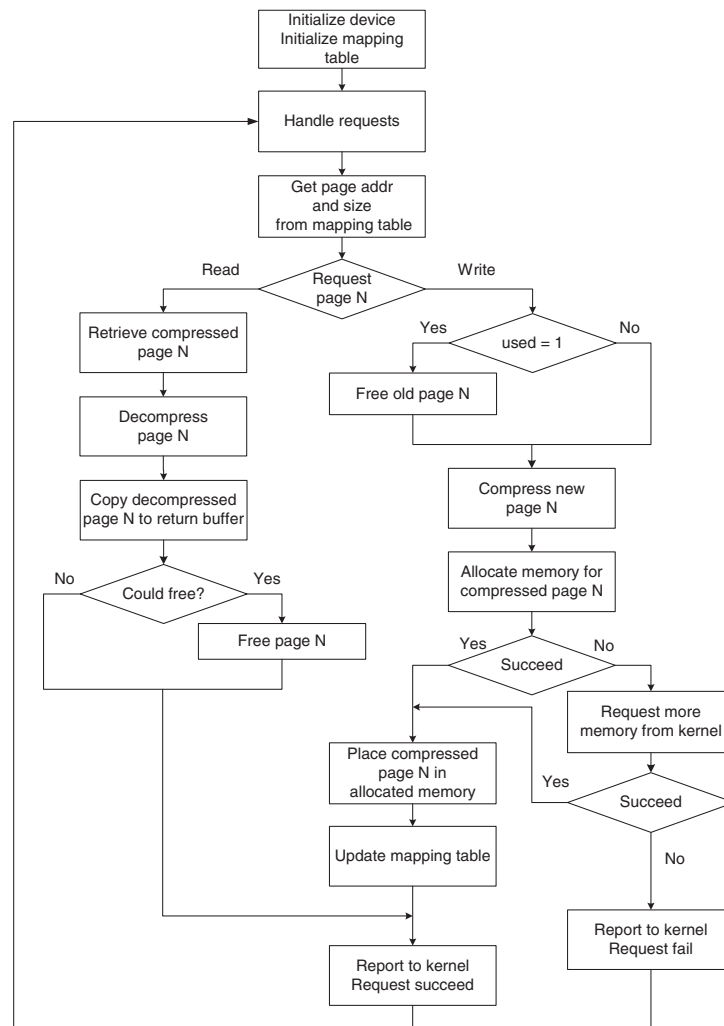 Initialize device
Initialize mapping
table
Handle requests
Get page addr
and size
from mapping table
Read
Request
page N
Write
Retrieve compressed
page N
Yes
used = 1
No
Free old page N
Decompress
page N
Copy decompressed
page N to return buffer
Compress new
page N
No
Could free?
Yes
Allocate memory for
compressed page N
Free page N
Yes
Succeed
No
Request more
memory from kernel
Place compressed
page N in
allocated memory
Yes
Succeed
Update mapping table
No
Report to kernel
Request fail
Report to kernel
Request succeed